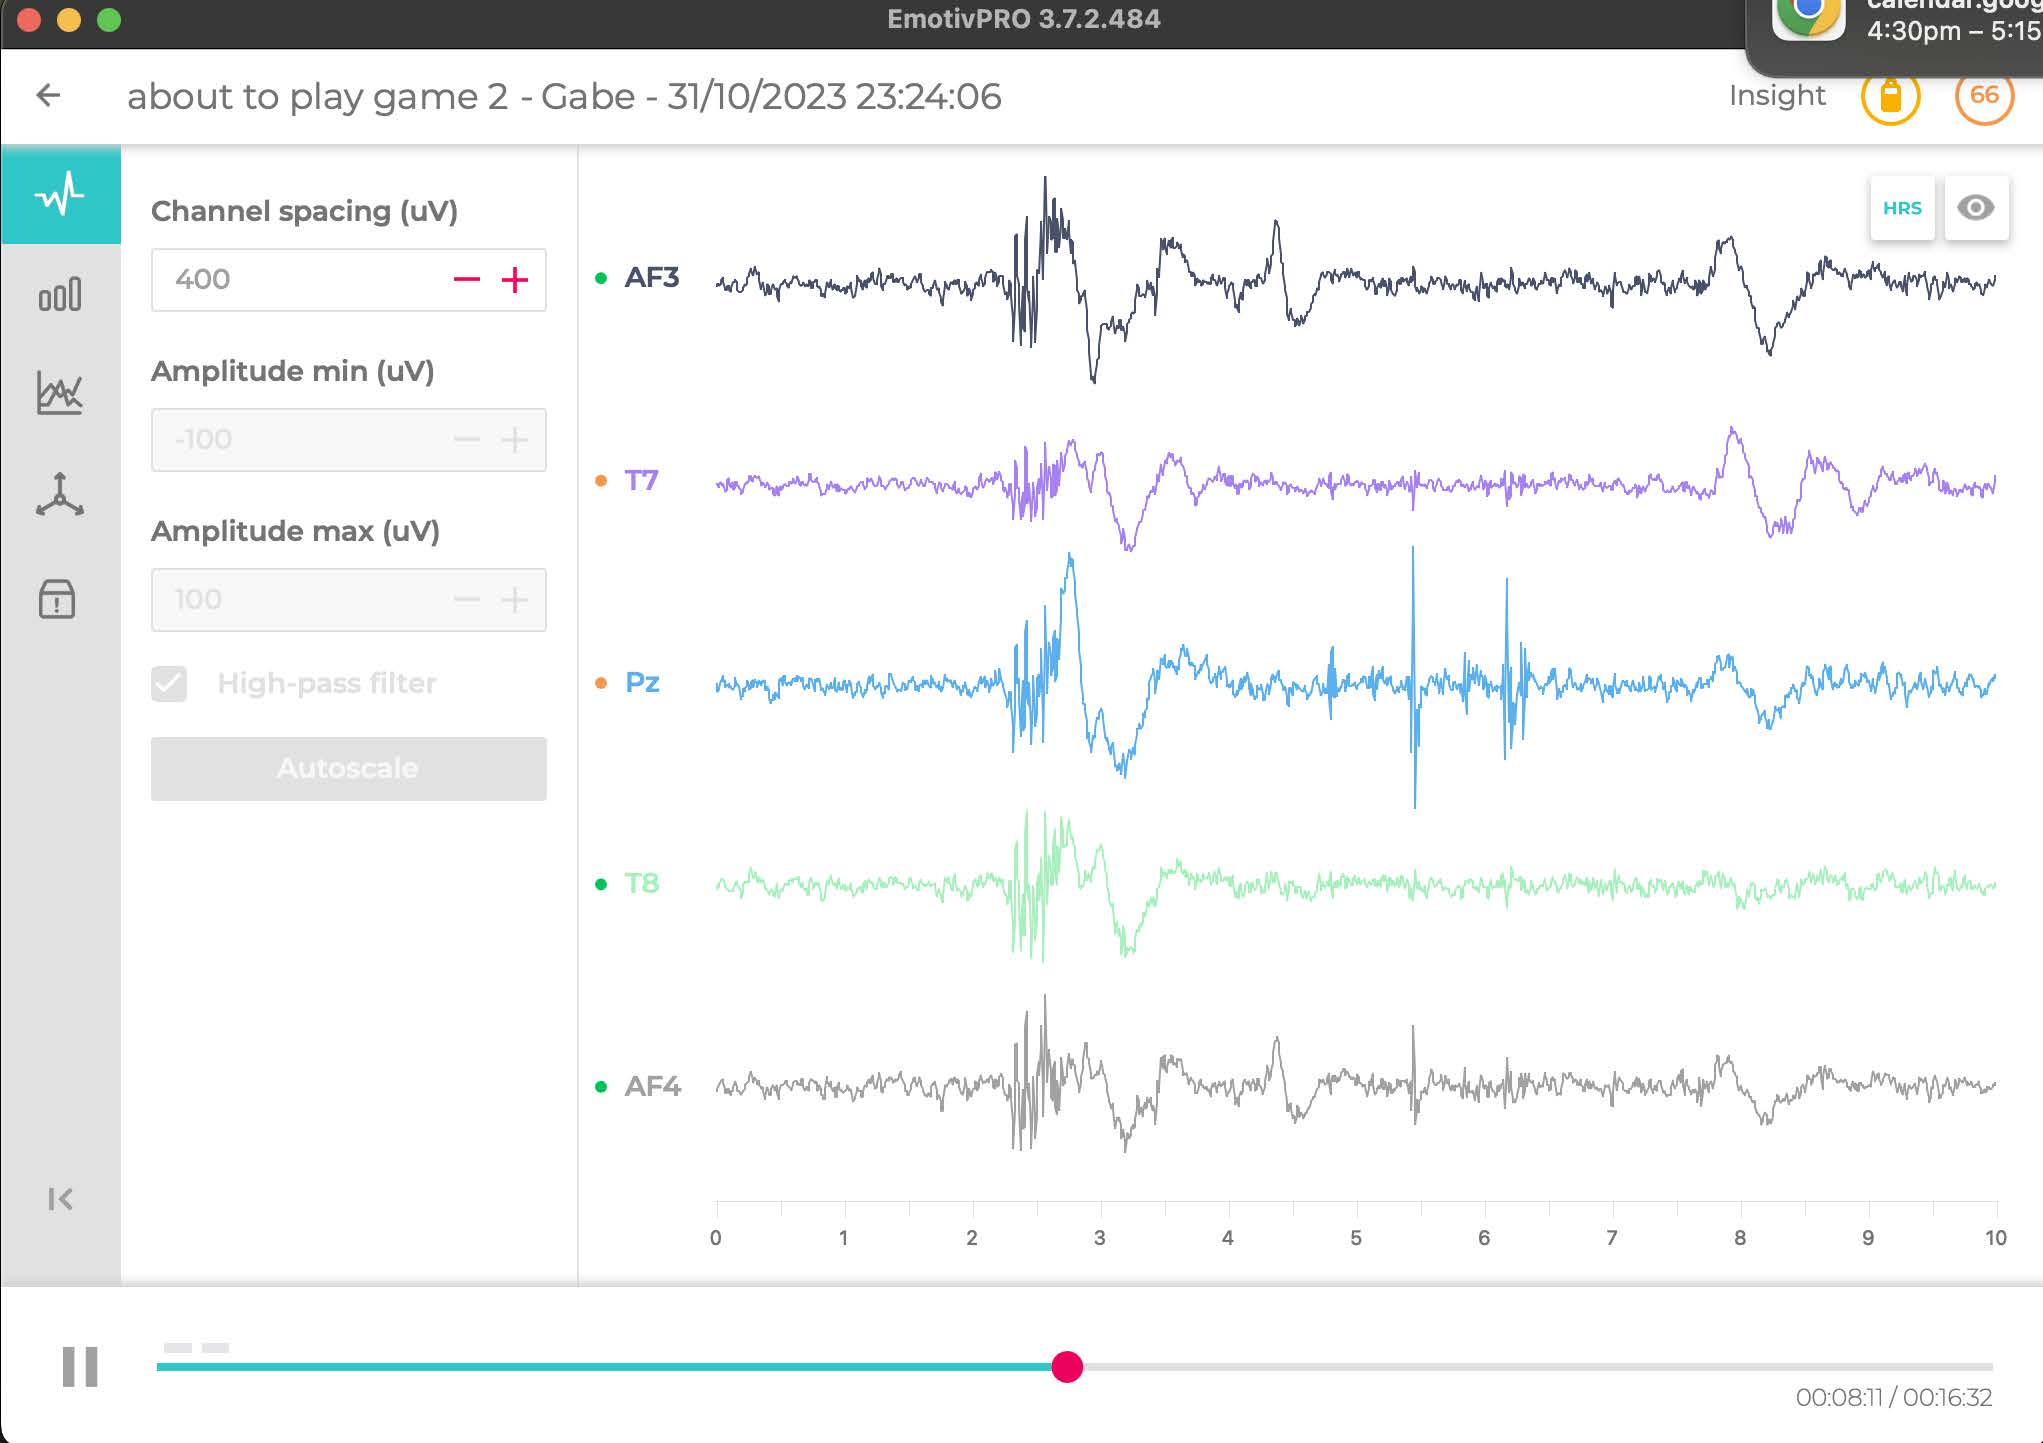 EmotivPRO 3.7.2.484
4:30pm – 5:15
about to play game 2 - Gabe - 31/10/2023 23:24:06
Insight
66
Channel spacing (uV)
400
Amplitude min (uV)
-100
Amplitude max (uV)
100
High-pass filter
Autoscale
HRS
AF3
T7
Pz
T8
AF4
0 1 2 3 4 5 6 7 8 9 10
00:08:11 / 00:16:32